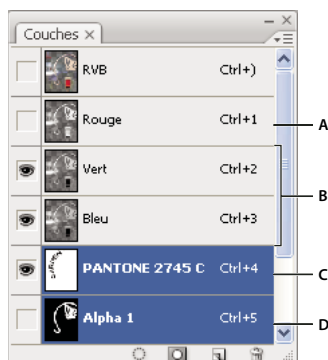 Couches ×
RVB Ctrl+)
Rouge Ctrl+1
A
Vert Ctrl+2
B
Bleu Ctrl+3
PANTONE 2745 C Ctrl+4
C
Alpha 1 Ctrl+5
D